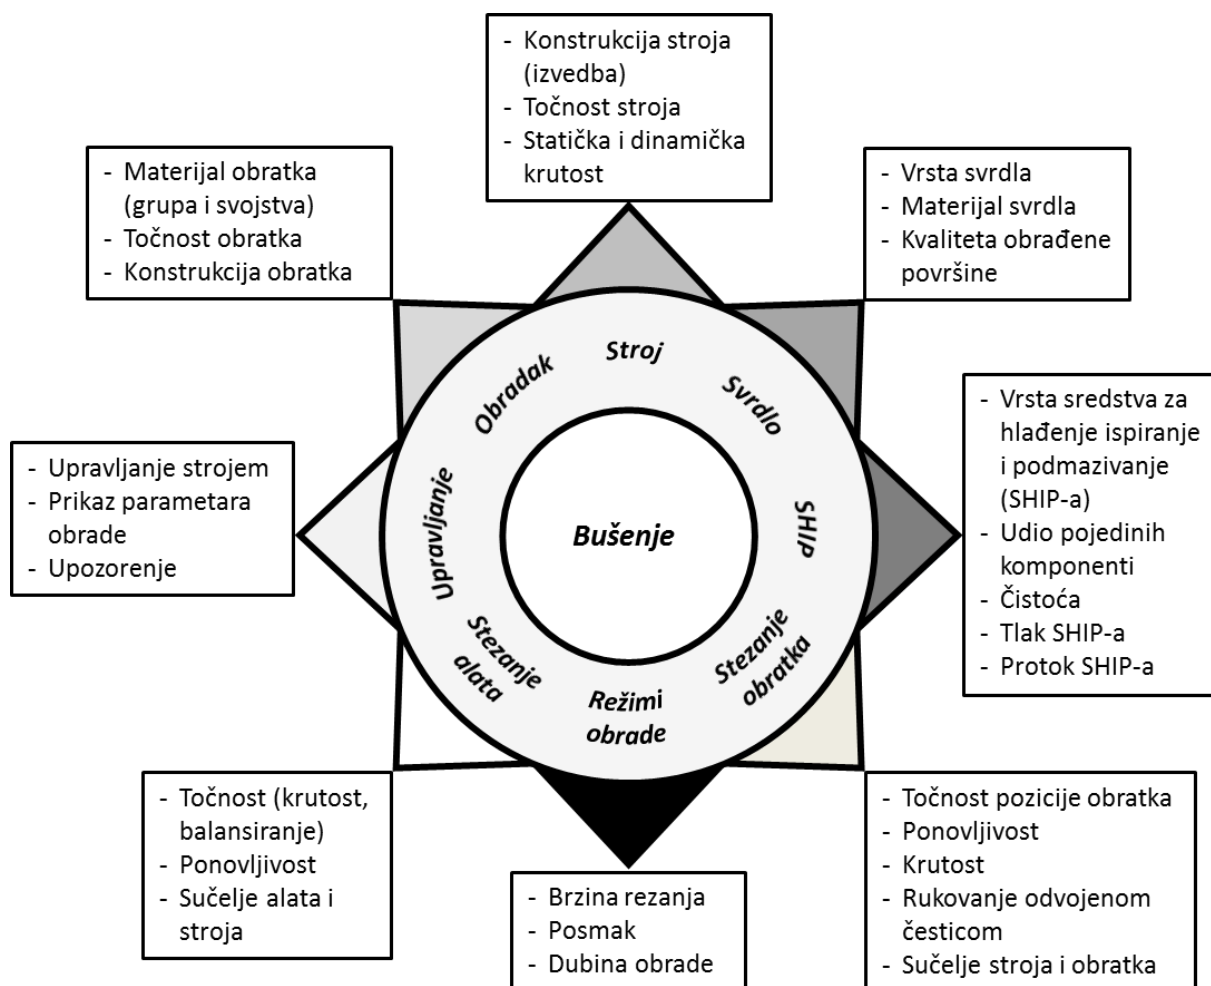 - Konstrukcija stroja
(izvedba)
- Točnost stroja
- Statička i dinamička
krutost
- Materijal obratka
(grupa i svojstva)
- Točnost obratka
- Konstrukcija obratka
- Vrsta svrdla
- Materijal svrdla
- Kvaliteta obrađene
površine
- Upravljanje strojem
- Prikaz parametara
obrade
- Upozorenje
Obradak
Stroj
Svrdlo
Upravljanje
Bušenje
SHIP
Stezanje
alata
Režimi
obrade
Stezanje
obratka
- Vrsta sredstva za
hlađenje ispiranje
i podmazivanje
(SHIP-a)
- Udio pojedinih
komponenti
- Čistoća
- Tlak SHIP-a
- Protok SHIP-a
- Točnost (krutost,
balansiranje)
- Ponovljivost
- Sučelje alata i
stroja
- Brzina rezanja
- Posmak
- Dubina obrade
- Točnost pozicije obratka
- Ponovljivost
- Krutost
- Rukovanje odvojenom
česticom
- Sučelje stroja i obratka